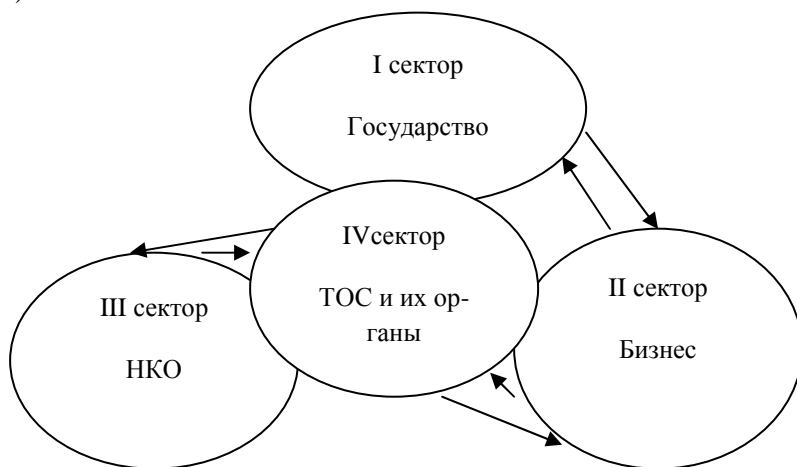 I сектор
Государство
IVсектор
ТОС и их ор-
ганы
II сектор
Бизнес
III сектор
НКО